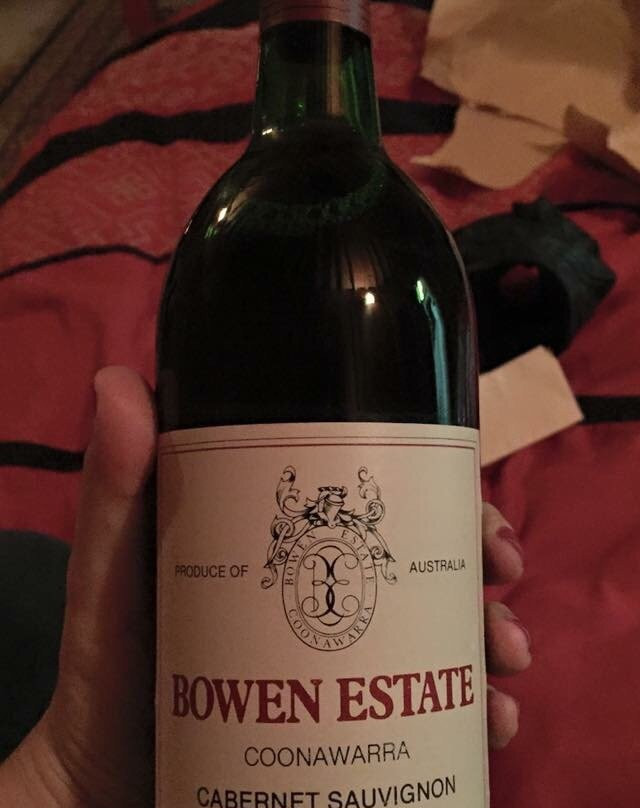 BOWEN ESTATE
COONAWARRA
PRODUCE OF
AUSTRALIA
BOWEN ESTATE
COONAWARRA
CABERNET SAUVIGNON